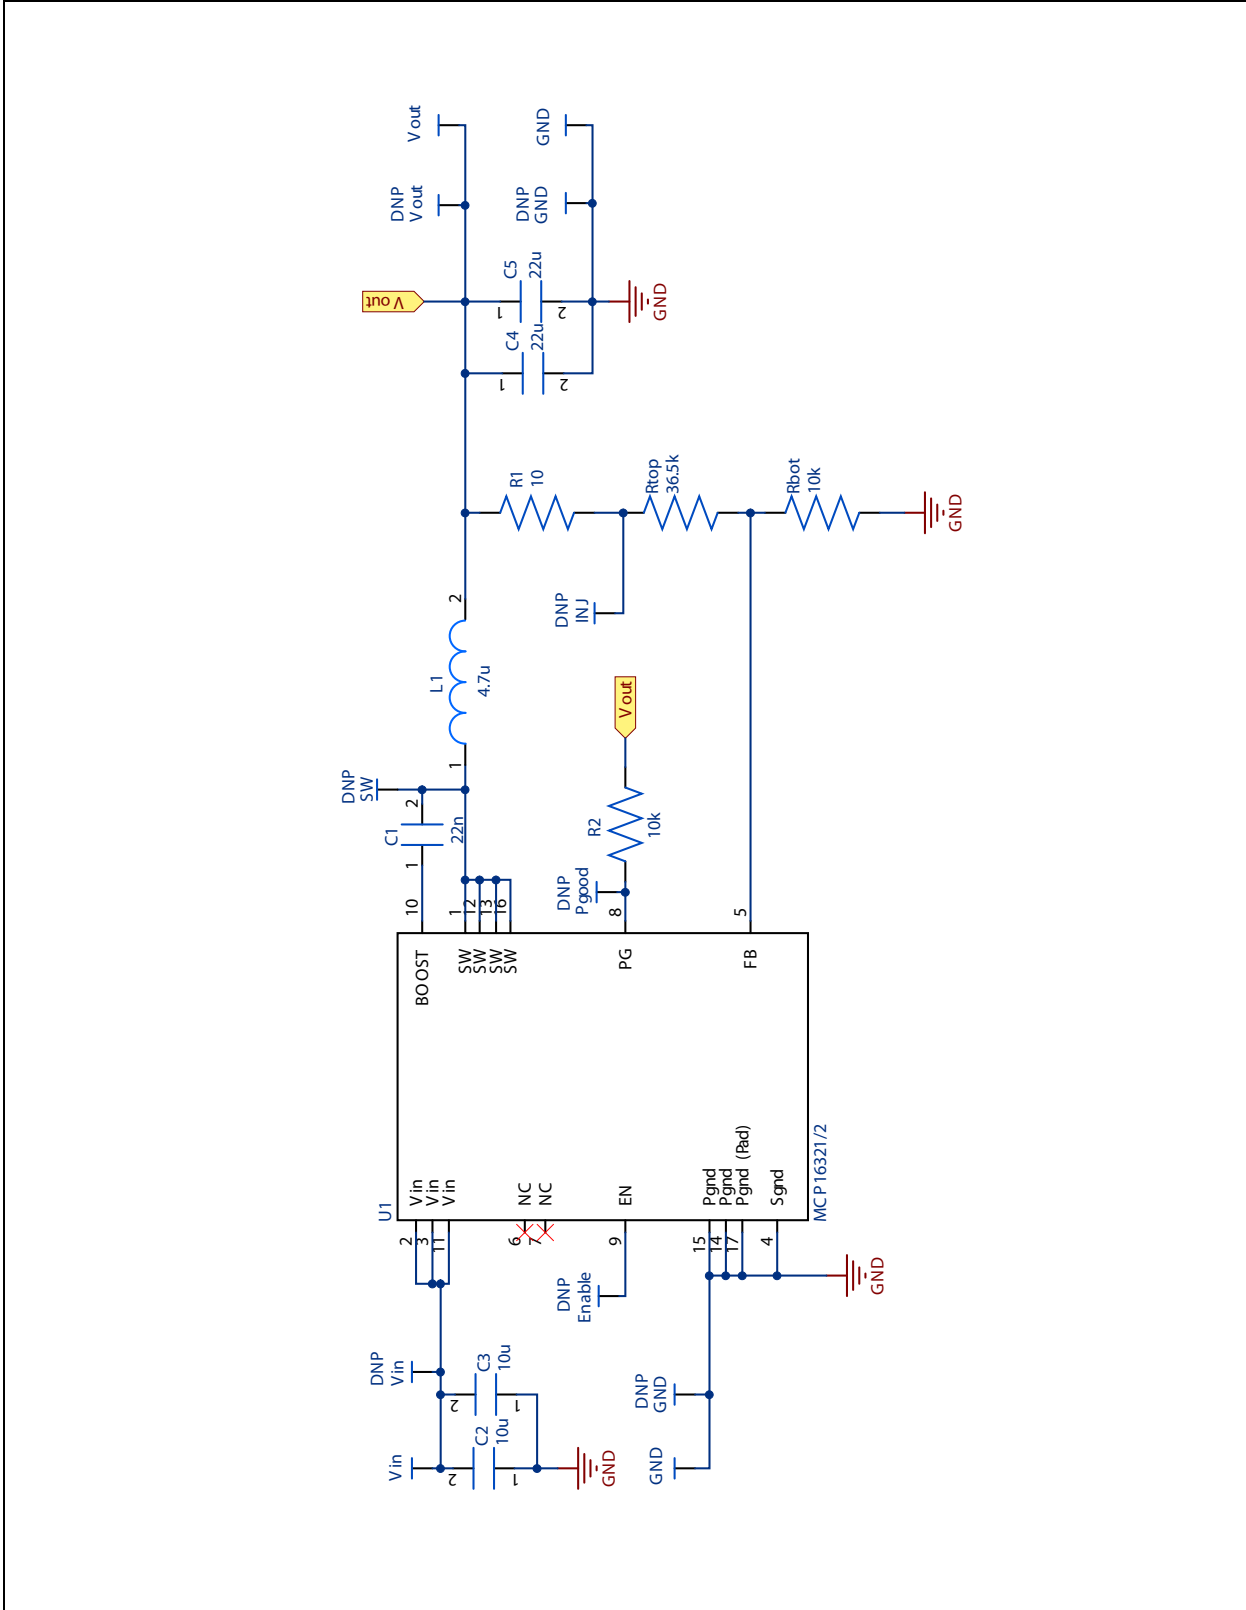 Vin
DNP
Vin
C2
10u
2
1
C3
10u
2
1
GND
GND
DNP
GND
DNP
Enable
GND
U1
2
3
11
6
7
9
15
14
17
4
Vin
Vin
Vin
NC
NC
EN
Pgnd
Pgnd
Pgnd (Pad)
Sgnd
MCP16321/2
BOOST
SW
SW
SW
SW
PG
FB
10
1
12
13
16
8
5
C1
22n
1
2
DNP
SW
DNP
Pgood
R2
10k
Vout
L1
4.7u
1
2
DNP
INJ
R1
10
Rtop
36.5k
Rbot
10k
GND
C4
22u
1
2
C5
22u
1
2
Vout
GND
DNP
Vout
DNP
GND
Vout
GND